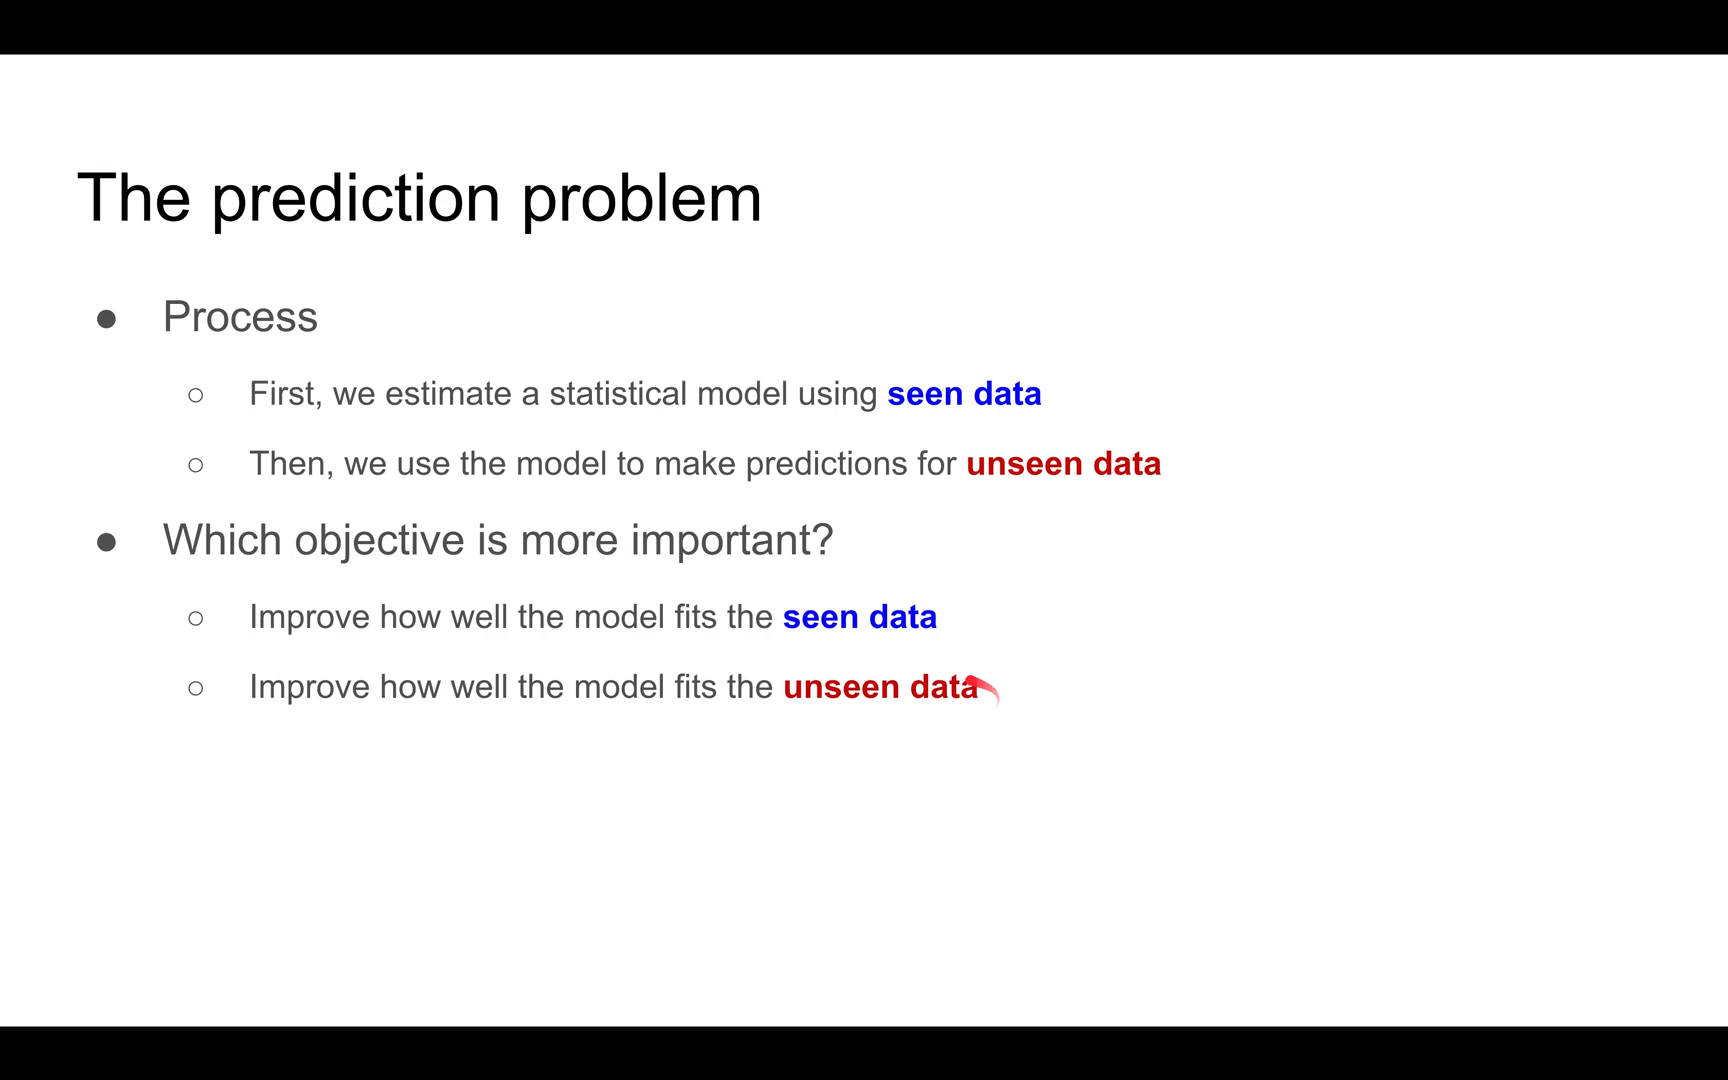 The prediction problem
● Process
○ First, we estimate a statistical model using seen data
○ Then, we use the model to make predictions for unseen data
● Which objective is more important?
○ Improve how well the model fits the seen data
○ Improve how well the model fits the unseen data